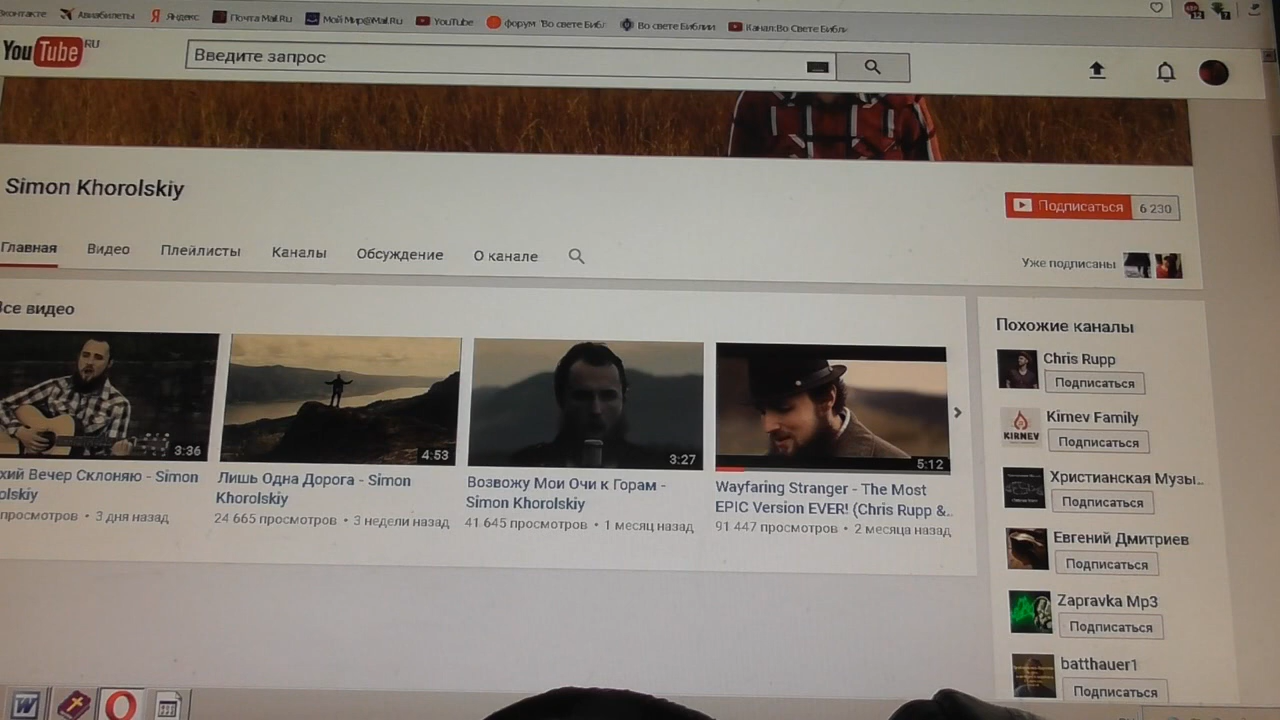 Вконтакте Авиабилеты Яндекс Почта Mail.Ru Мой Мир@Mail.Ru YouTube форум "Во свете Библ Во свете Библии Канал:Во Свете Библи
12 7
YouTube RU
Введите запрос
Simon Khorolskiy
Подписаться 6 230
Главная Видео Плейлисты Каналы Обсуждение О канале
Уже подписаны
Все видео
3:36
хий Вечер Склоняю - Simon
olskiy
просмотров • 3 дня назад
4:53
Лишь Одна Дорога - Simon
Khorolskiy
24 665 просмотров • 3 недели назад
3:27
Возвожу Мои Очи к Горам -
Simon Khorolskiy
41 645 просмотров • 1 месяц назад
5:12
Wayfaring Stranger - The Most
EPIC Version EVER! (Chris Rupp &..
91 447 просмотров • 2 месяца назад
Похожие каналы
Chris Rupp
Подписаться
KIRNEV
Kirnev Family
Подписаться
Христианская Музы..
Подписаться
Евгений Дмитриев
Подписаться
Zapravka Mp3
Подписаться
batthauer1
Подписаться